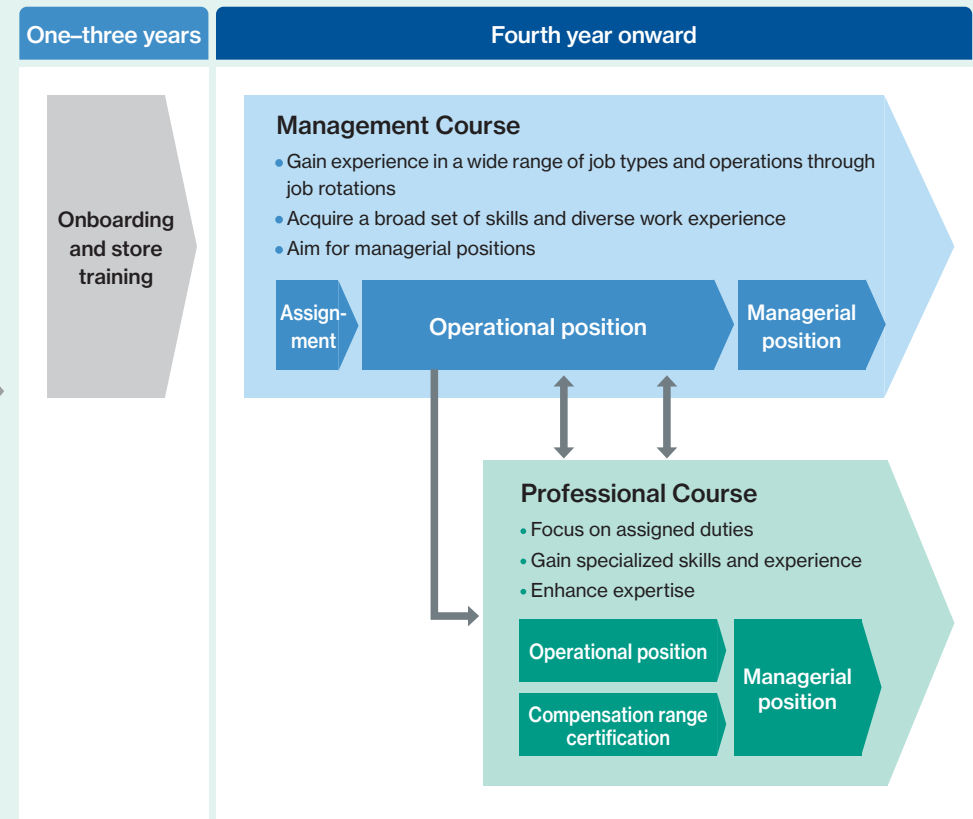 One–three years
Fourth year onward
Onboarding
and store
training
Management Course
• Gain experience in a wide range of job types and operations through
job rotations
• Acquire a broad set of skills and diverse work experience
• Aim for managerial positions
Assign-
ment
Operational position
Managerial
position
Professional Course
• Focus on assigned duties
• Gain specialized skills and experience
• Enhance expertise
Operational position
Compensation range
certification
Managerial
position